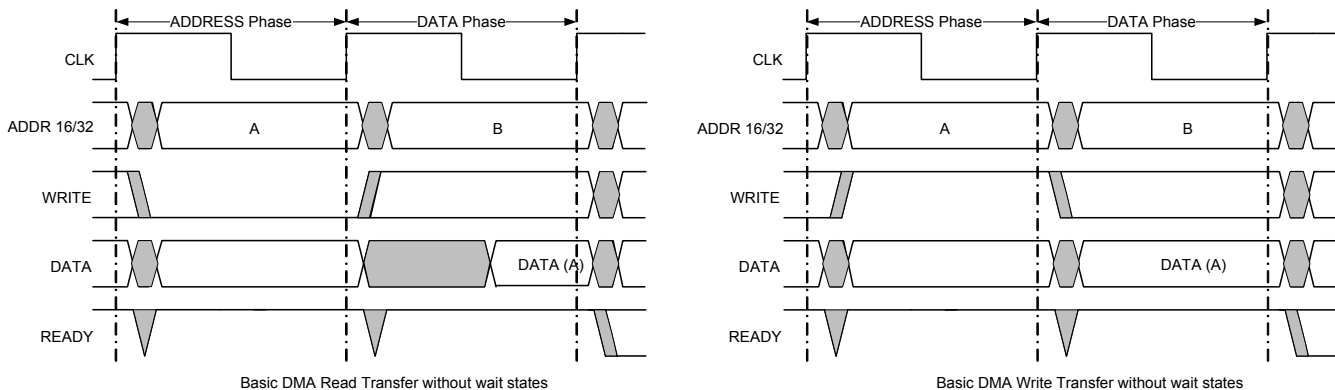 ADDRESS Phase
DATA Phase
CLK
ADDR 16/32
A
B
WRITE
DATA
DATA (A)
READY
Basic DMA Read Transfer without wait states
ADDRESS Phase
DATA Phase
CLK
ADDR 16/32
A
B
WRITE
DATA
DATA (A)
READY
Basic DMA Write Transfer without wait states